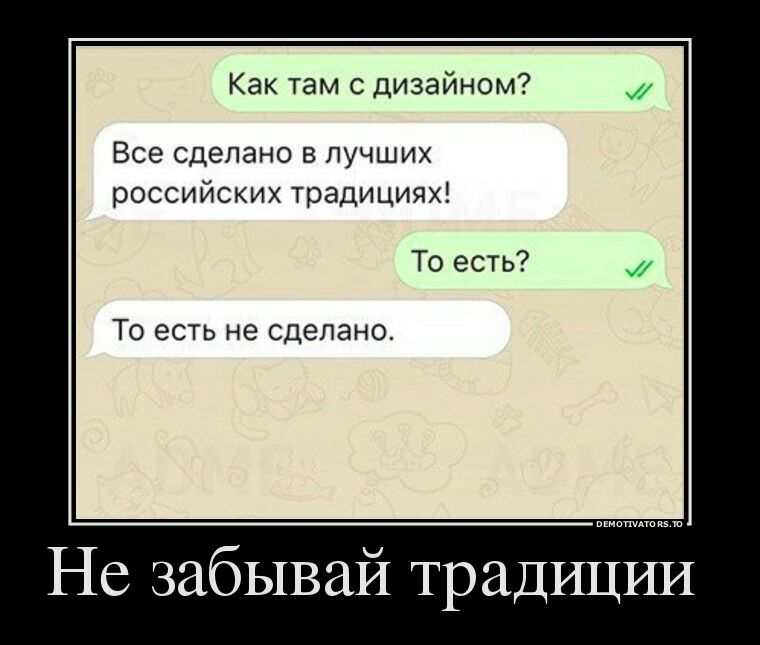 Как там с дизайном?
Все сделано в лучших
российских традициях!
То есть?
То есть не сделано.
ADME
DEMOTIVATORS.TO
Не забывай традиции